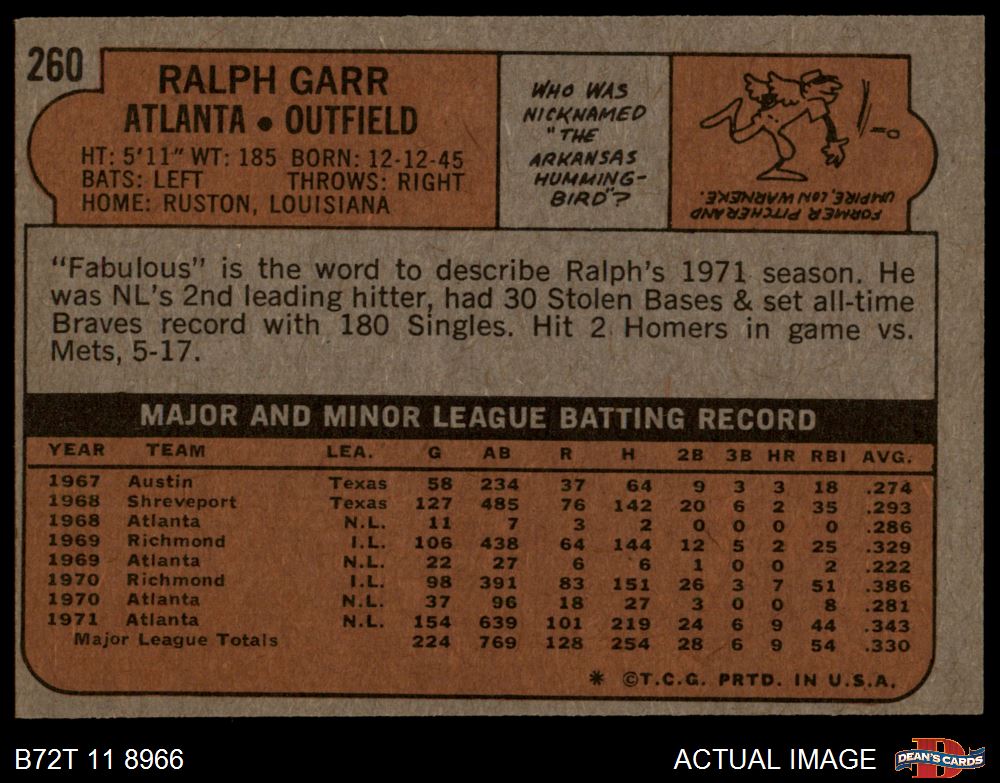 260
RALPH GARR
ATLANTA • OUTFIELD
HT: 5'11" WT: 185 BORN: 12-12-45
BATS: LEFT THROWS: RIGHT
HOME: RUSTON, LOUISIANA
WHO WAS
NICKNAMED
"THE
ARKANSAS
HUMMING-
BIRD"?
FORMER PITCHER AND
UMPIRE, LON WARNEKE.
"Fabulous" is the word to describe Ralph's 1971 season. He
was NL's 2nd leading hitter, had 30 Stolen Bases & set all-time
Braves record with 180 Singles. Hit 2 Homers in game vs.
Mets, 5-17.
MAJOR AND MINOR LEAGUE BATTING RECORD
YEAR TEAM LEA. G AB R H 2B 3B HR RBI AVG.
1967 Austin Texas 58 234 37 64 9 3 3 18 .274
1968 Shreveport Texas 127 485 76 142 20 6 2 35 .293
1968 Atlanta N.L. 11 7 3 2 0 0 0 0 .286
1969 Richmond I.L. 106 438 64 144 12 5 2 25 .329
1969 Atlanta N.L. 22 27 6 6 1 0 0 2 .222
1970 Richmond I.L. 98 391 83 151 26 3 7 51 .386
1970 Atlanta N.L. 37 96 18 27 3 0 0 8 .281
1971 Atlanta N.L. 154 639 101 219 24 6 9 44 .343
Major League Totals 224 769 128 254 28 6 9 54 .330
* ©T.C.G. PRTD. IN U.S.A.
B72T 11 8966
ACTUAL IMAGE
D
DEAN'S CARDS